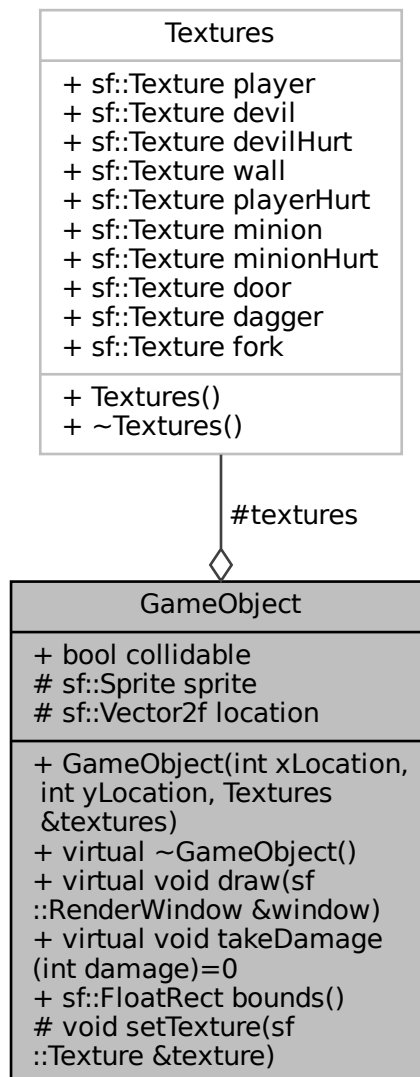 Textures
+ sf::Texture player
+ sf::Texture devil
+ sf::Texture devilHurt
+ sf::Texture wall
+ sf::Texture playerHurt
+ sf::Texture minion
+ sf::Texture minionHurt
+ sf::Texture door
+ sf::Texture dagger
+ sf::Texture fork
+ Textures()
+ ~Textures()
#textures
GameObject
+ bool collidable
# sf::Sprite sprite
# sf::Vector2f location
+ GameObject(int xLocation,
int yLocation, Textures
&textures)
+ virtual ~GameObject()
+ virtual void draw(sf
::RenderWindow &window)
+ virtual void takeDamage
(int damage)=0
+ sf::FloatRect bounds()
# void setTexture(sf
::Texture &texture)